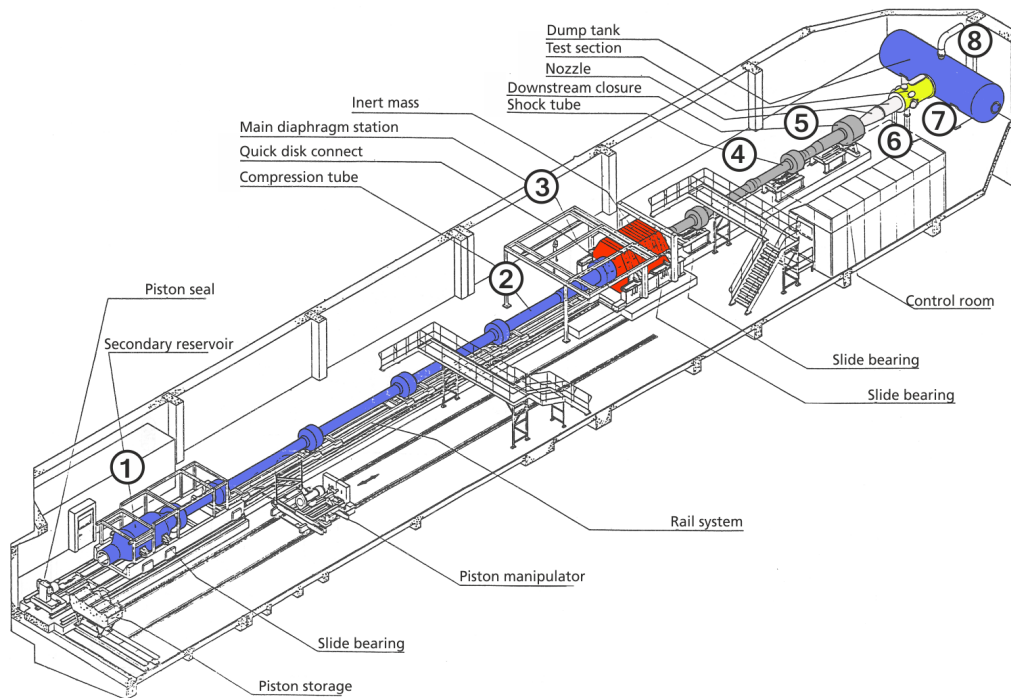 Dump tank
Test section
Nozzle
Downstream closure
Shock tube
Inert mass
Main diaphragm station
Quick disk connect
Compression tube
Piston seal
Secondary reservoir
1
2
3
4
5
6
7
8
Control room
Slide bearing
Slide bearing
Rail system
Piston manipulator
Slide bearing
Piston storage